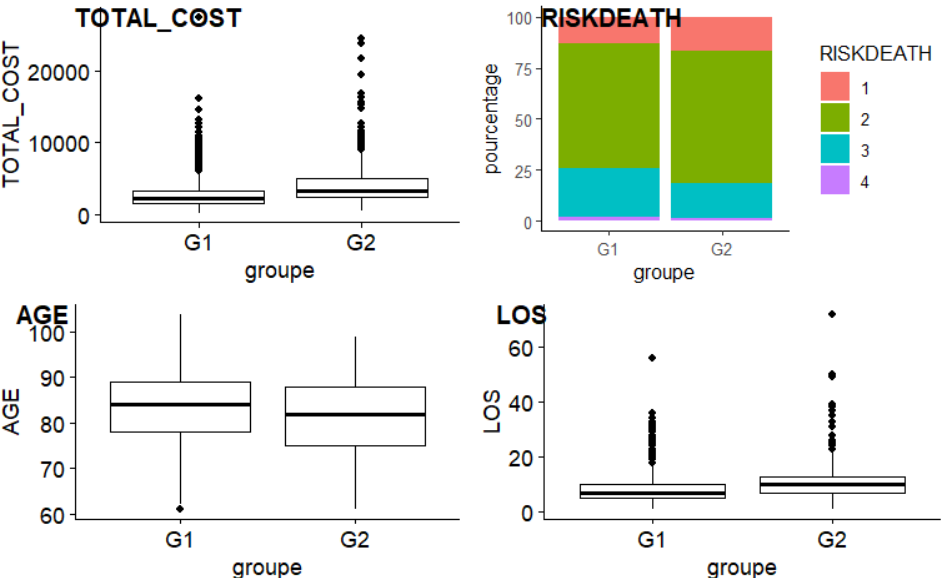 TOTAL_COST
TOTAL_COST
20000
10000
0
G1
G2
groupe
RISKDEATH
pourcentage
100
75
50
25
0
G1
G2
groupe
RISKDEATH
1
2
3
4
AGE
AGE
100
90
80
70
60
G1
G2
groupe
LOS
LOS
60
40
20
0
G1
G2
groupe